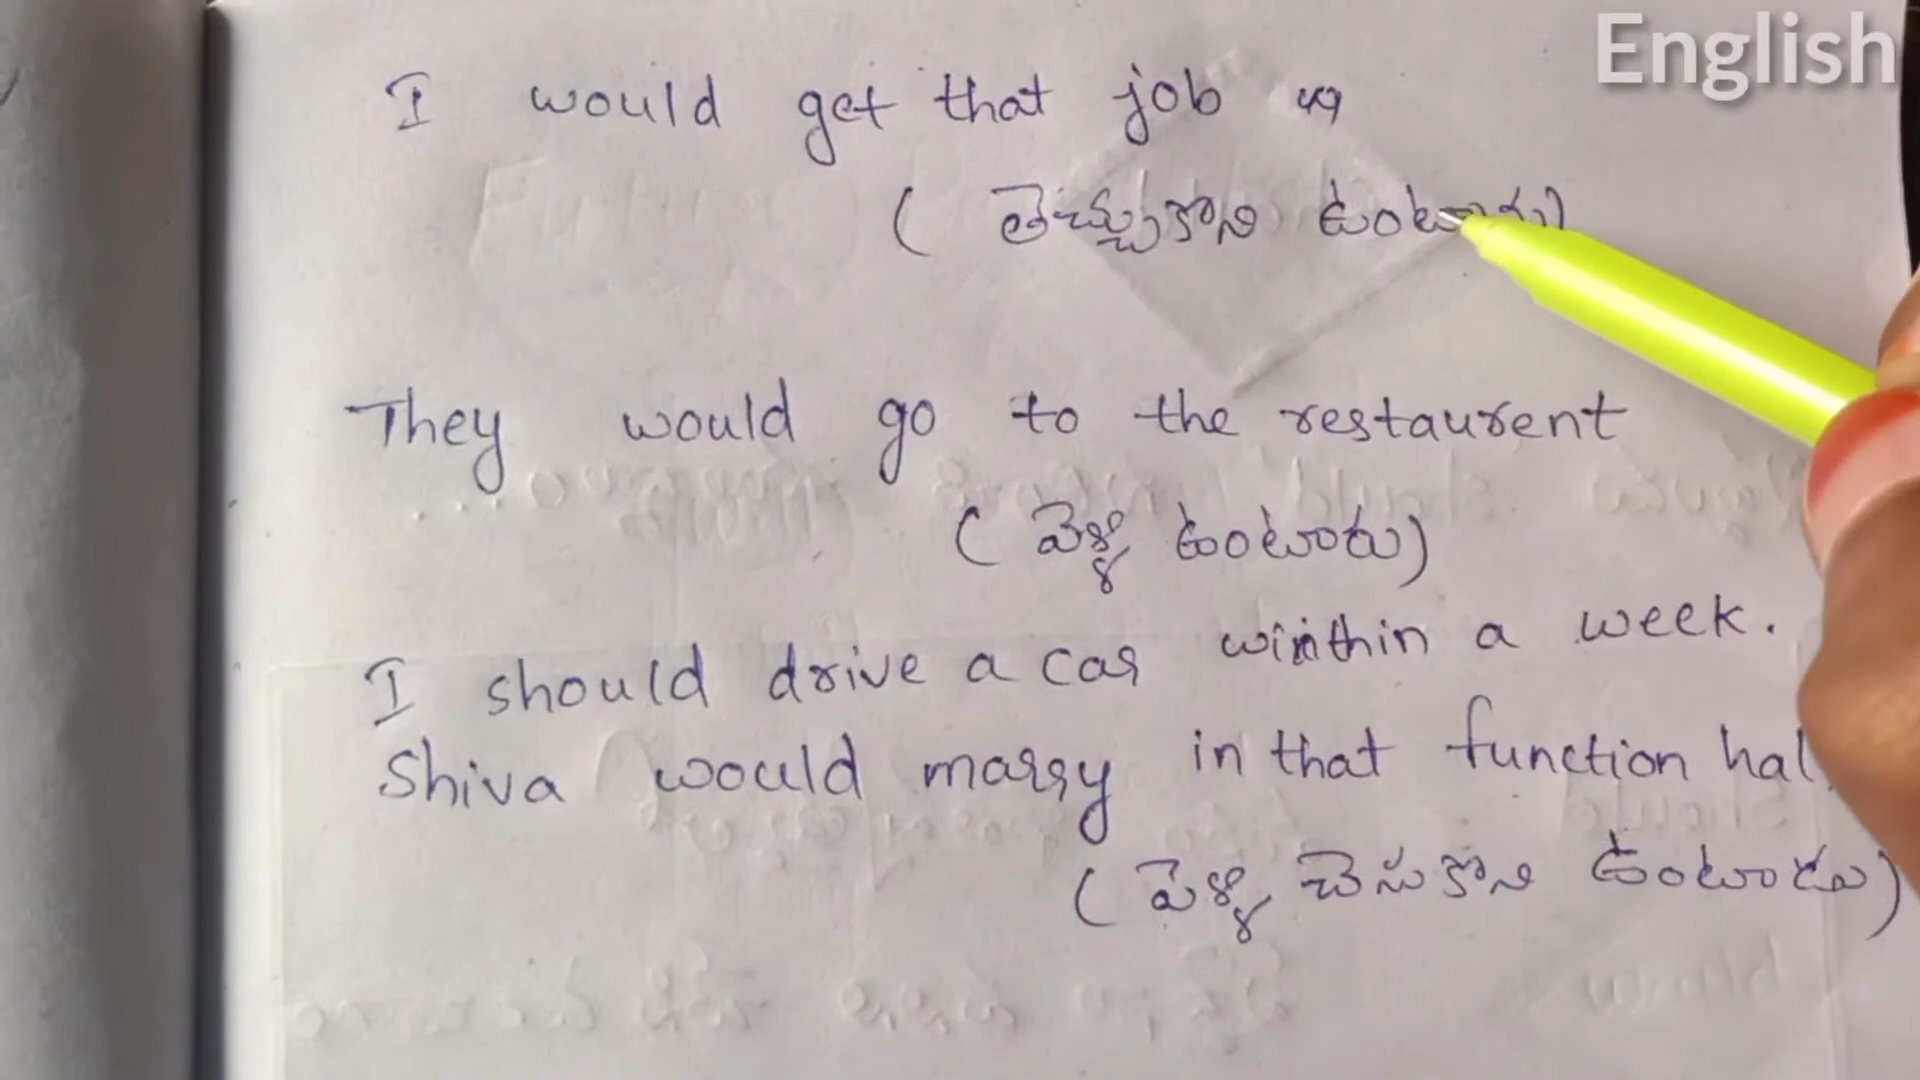 English
I would get that job
( తెచ్చుకొని ఉంటారు)
They would go to the restaurent
( వెళ్ళి ఉంటారు)
I should drive a car winthin a week.
Shiva would marry in that function hal
( పెళ్ళి చేసుకొని ఉంటాడు)